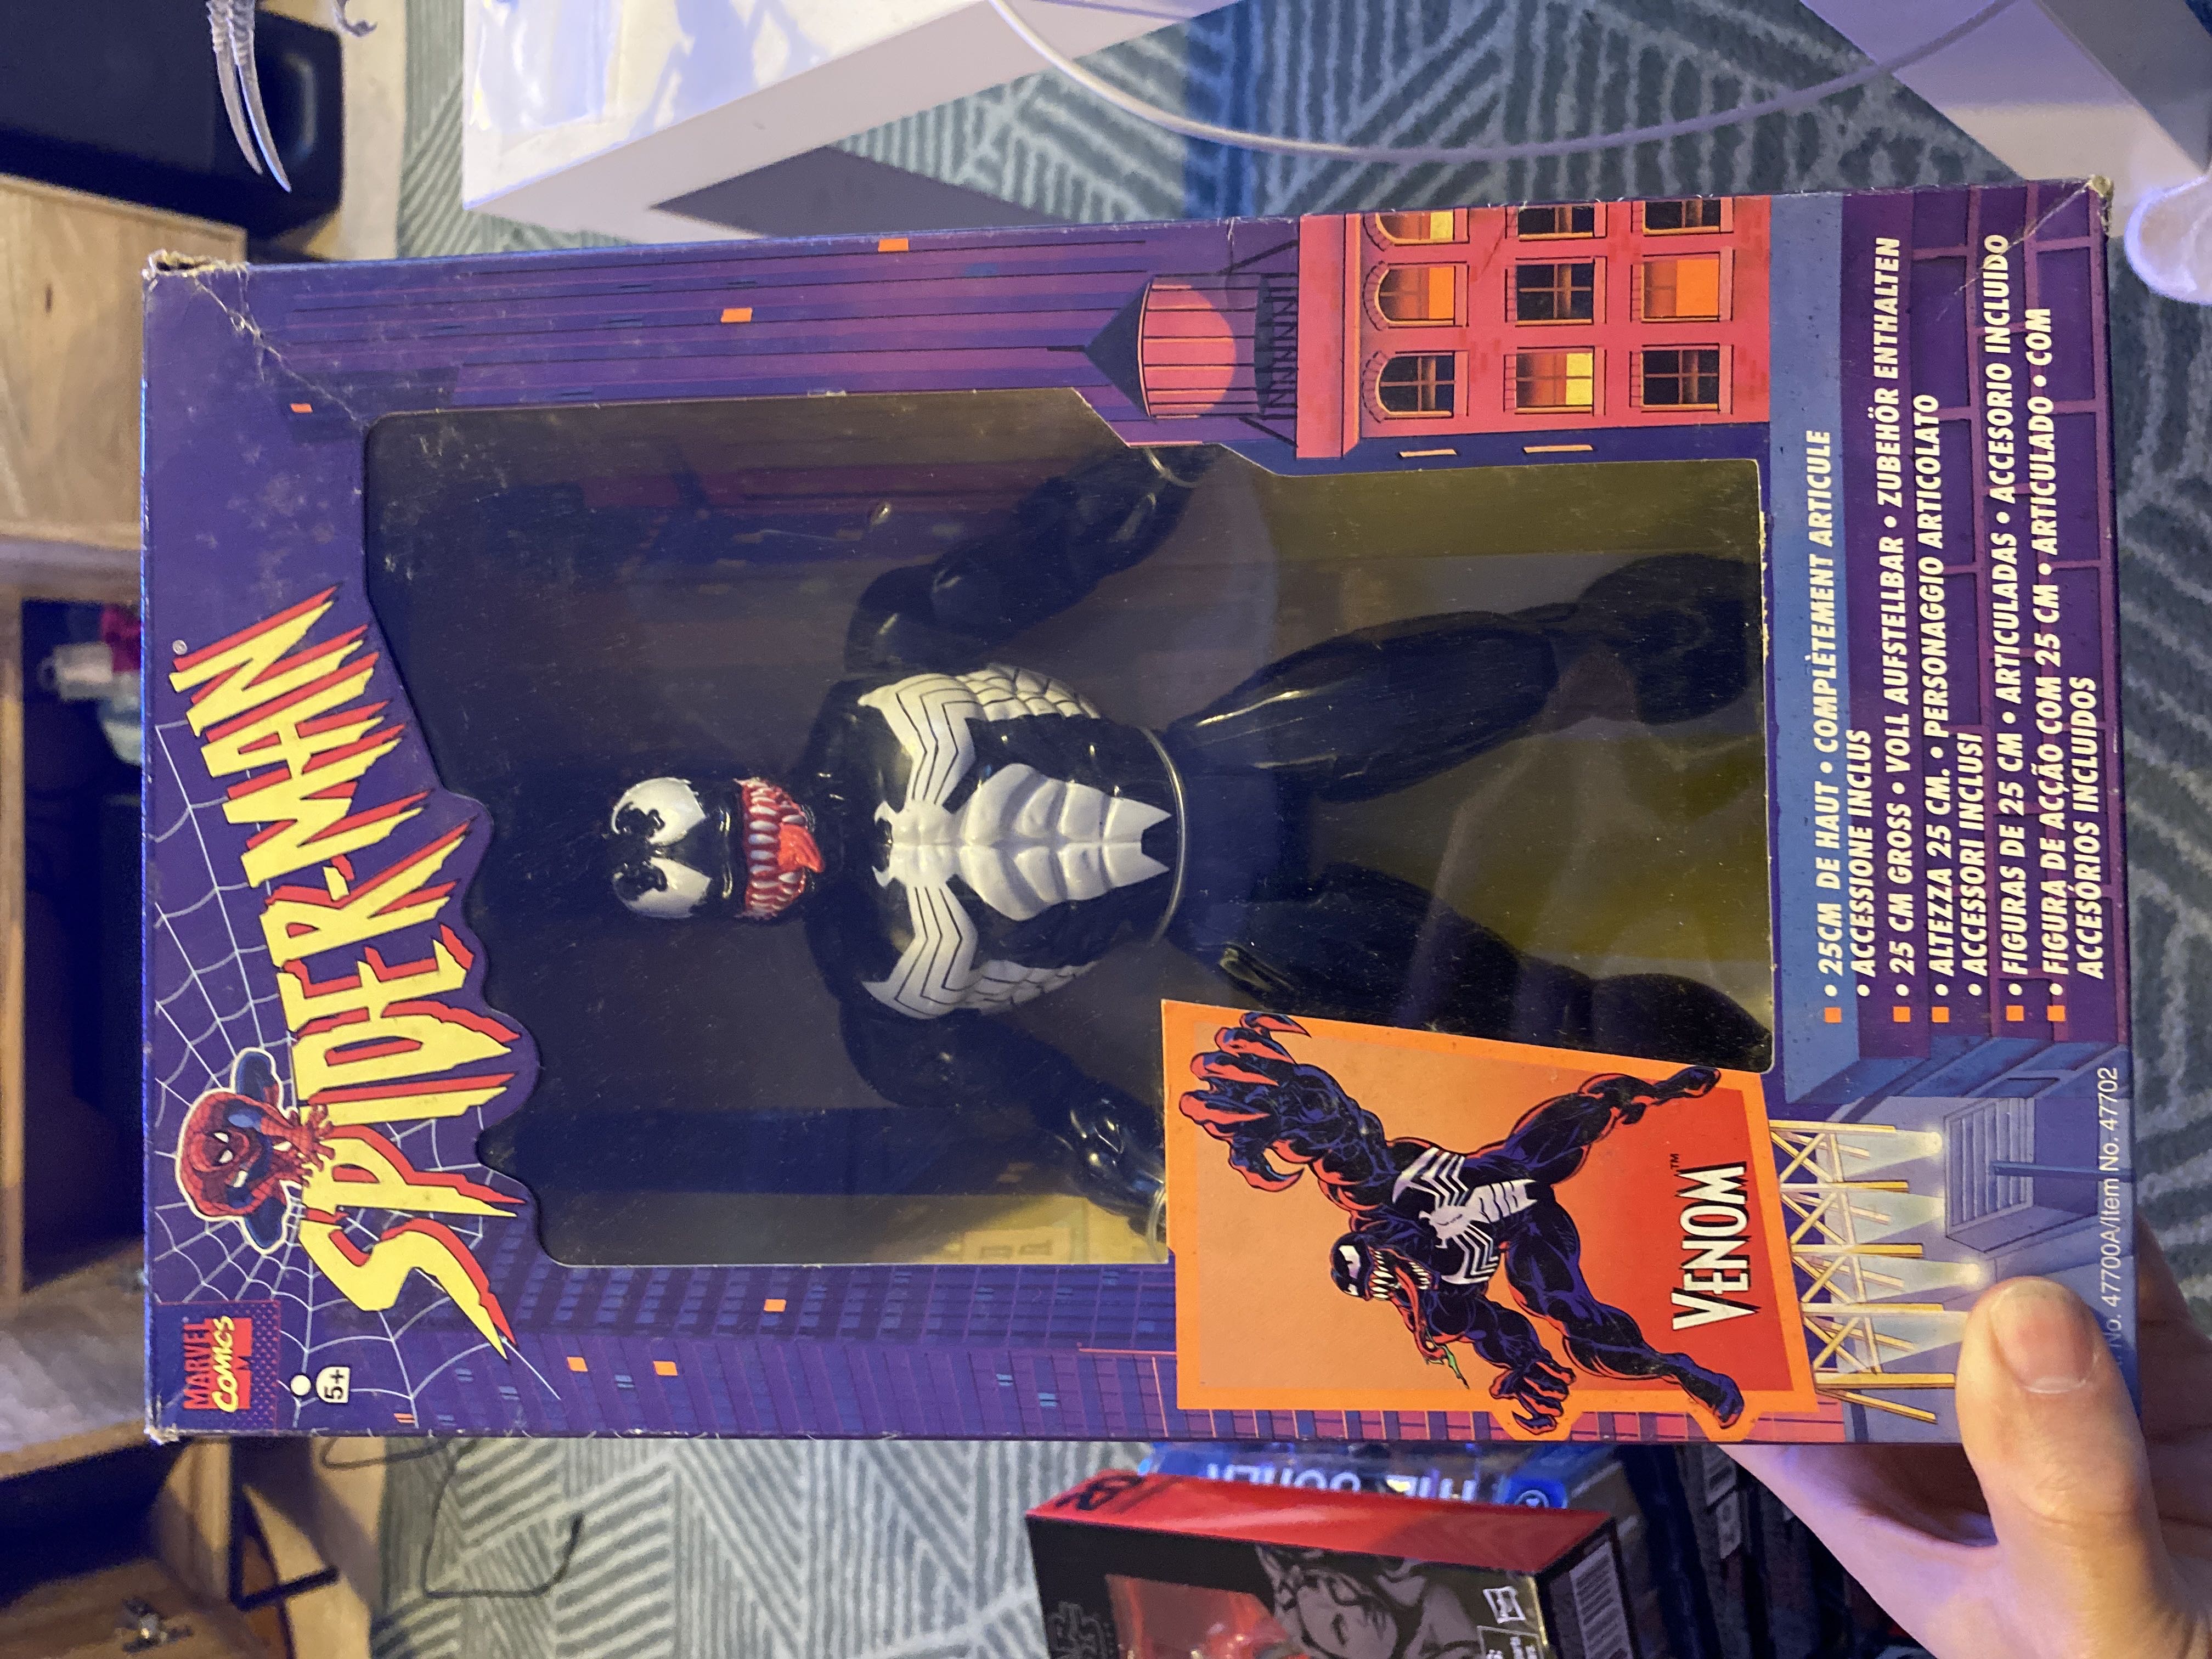 MARVEL
COMICS
5+
SPIDER-MAN®
VENOM™
• 25CM DE HAUT • COMPLÈTEMENT ARTICULE
• ACCESSIONE INCLUS
• 25 CM GROSS • VOLL AUFSTELLBAR • ZUBEHÖR ENTHALTEN
• ALTEZZA 25 CM. • PERSONAGGIO ARTICOLATO
• ACCESSORI INCLUSI
• FIGURAS DE 25 CM • ARTICULADAS • ACCESORIO INCLUIDO
• FIGURA DE ACÇÃO COM 25 CM • ARTICULADO • COM
ACCESÓRIOS INCLUIDOS
No. 47700A/Item No. 47702